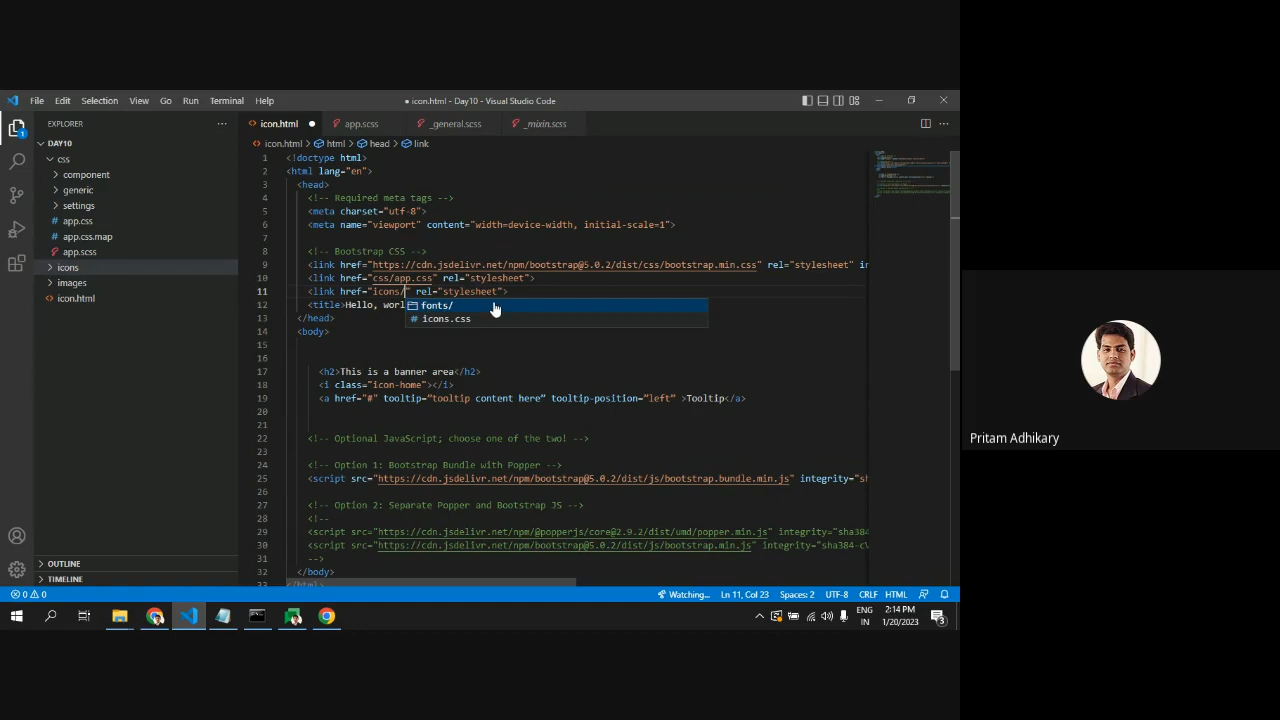 File Edit Selection View Go Run Terminal Help
● icon.html - Day10 - Visual Studio Code
EXPLORER
DAY10
css
component
generic
settings
app.css
app.css.map
app.scss
icons
images
icon.html
OUTLINE
TIMELINE
icon.html app.scss _general.scss _mixin.scss
icon.html > html > head > link
1 <!doctype html>
2 <html lang="en">
3 <head>
4 <!-- Required meta tags -->
5 <meta charset="utf-8">
6 <meta name="viewport" content="width=device-width, initial-scale=1">
7
8 <!-- Bootstrap CSS -->
9 <link href="https://cdn.jsdelivr.net/npm/bootstrap@5.0.2/dist/css/bootstrap.min.css" rel="stylesheet" in
10 <link href="css/app.css" rel="stylesheet">
11 <link href="icons/" rel="stylesheet">
12 <title>Hello, worl
fonts/
icons.css
13 </head>
14 <body>
15
16
17 <h2>This is a banner area</h2>
18 <i class="icon-home"></i>
19 <a href="#" tooltip="tooltip content here" tooltip-position="left" >Tooltip</a>
20
21
22 <!-- Optional JavaScript; choose one of the two! -->
23
24 <!-- Option 1: Bootstrap Bundle with Popper -->
25 <script src="https://cdn.jsdelivr.net/npm/bootstrap@5.0.2/dist/js/bootstrap.bundle.min.js" integrity="sh
26
27 <!-- Option 2: Separate Popper and Bootstrap JS -->
28 <!--
29 <script src="https://cdn.jsdelivr.net/npm/@popperjs/core@2.9.2/dist/umd/popper.min.js" integrity="sha384
30 <script src="https://cdn.jsdelivr.net/npm/bootstrap@5.0.2/dist/js/bootstrap.min.js" integrity="sha384-cV
31 -->
32 </body>
33 </html>
0 0 Watching... Ln 11, Col 23 Spaces: 2 UTF-8 CRLF HTML
ENG
IN
2:14 PM
1/20/2023
3
Pritam Adhikary